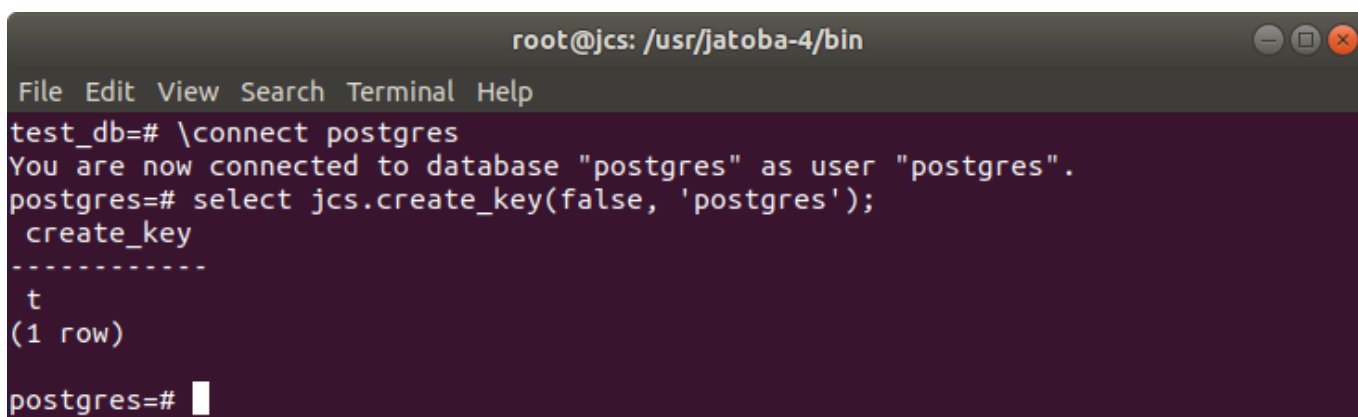 root@jcs: /usr/jatoba-4/bin
File Edit View Search Terminal Help
test_db=# \connect postgres
You are now connected to database "postgres" as user "postgres".
postgres=# select jcs.create_key(false, 'postgres');
 create_key
------------
 t
(1 row)

postgres=#